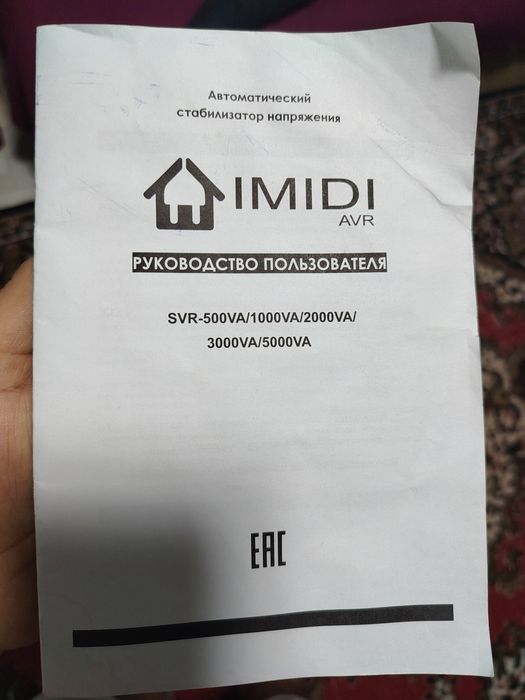 Автоматический
стабилизатор напряжения
IMIDI
AVR
РУКОВОДСТВО ПОЛЬЗОВАТЕЛЯ
SVR-500VA/1000VA/2000VA/
3000VA/5000VA
EAC